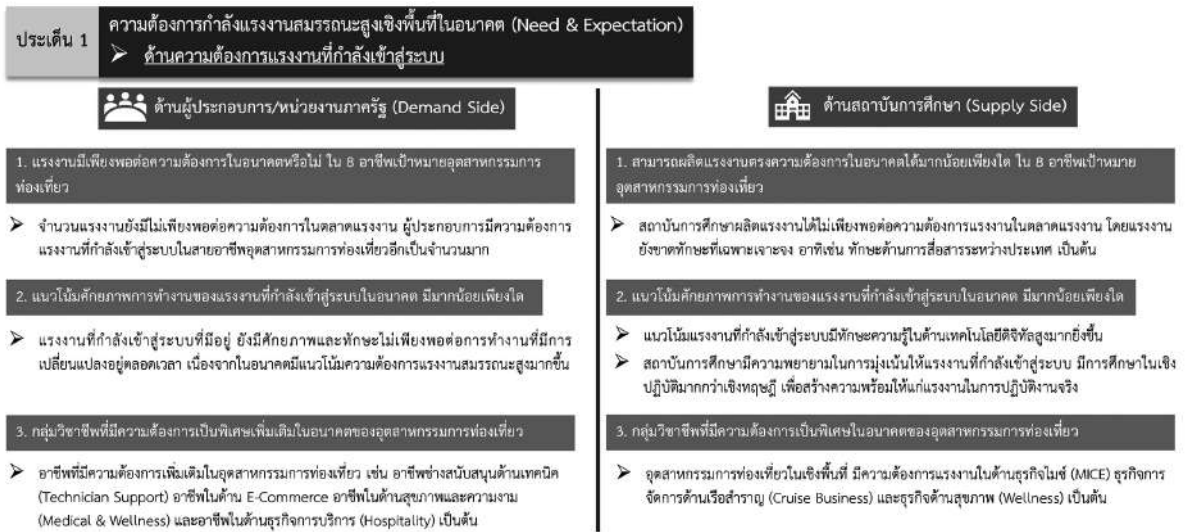 ประเด็น 1
ความต้องการกำลังแรงงานสมรรถนะสูงเชิงพื้นที่ในอนาคต (Need & Expectation)
➤ ด้านความต้องการแรงงานที่กำลังเข้าสู่ระบบ
ด้านผู้ประกอบการ/หน่วยงานภาครัฐ (Demand Side)
1. แรงงานมีเพียงพอต่อความต้องการในอนาคตหรือไม่ ใน 8 อาชีพเป้าหมายอุตสาหกรรมการ
ท่องเที่ยว
➤ จำนวนแรงงานยังมีไม่เพียงพอต่อความต้องการในตลาดแรงงาน ผู้ประกอบการมีความต้องการ
แรงงานที่กำลังเข้าสู่ระบบในสายอาชีพอุตสาหกรรมการท่องเที่ยวอีกเป็นจำนวนมาก
2. แนวโน้มศักยภาพการทำงานของแรงงานที่กำลังเข้าสู่ระบบในอนาคต มีมากน้อยเพียงใด
➤ แรงงานที่กำลังเข้าสู่ระบบที่มีอยู่ ยังมีศักยภาพและทักษะไม่เพียงพอต่อการทำงานที่มีการ
เปลี่ยนแปลงอยู่ตลอดเวลา เนื่องจากในอนาคตมีแนวโน้มความต้องการแรงงานสมรรถนะสูงมากขึ้น
3. กลุ่มวิชาชีพที่มีความต้องการเป็นพิเศษเพิ่มเติมในอนาคตของอุตสาหกรรมการท่องเที่ยว
➤ อาชีพที่มีความต้องการเพิ่มเติมในอุตสาหกรรมการท่องเที่ยว เช่น อาชีพช่างสนับสนุนด้านเทคนิค
(Technician Support) อาชีพในด้าน E-Commerce อาชีพในด้านสุขภาพและความงาม
(Medical & Wellness) และอาชีพในด้านธุรกิจการบริการ (Hospitality) เป็นต้น
ด้านสถาบันการศึกษา (Supply Side)
1. สามารถผลิตแรงงานตรงความต้องการในอนาคตได้มากน้อยเพียงใด ใน 8 อาชีพเป้าหมาย
อุตสาหกรรมการท่องเที่ยว
➤ สถาบันการศึกษาผลิตแรงงานได้ไม่เพียงพอต่อความต้องการแรงงานในตลาดแรงงาน โดยแรงงาน
ยังขาดทักษะที่เฉพาะเจาะจง อาทิเช่น ทักษะด้านการสื่อสารระหว่างประเทศ เป็นต้น
2. แนวโน้มศักยภาพการทำงานของแรงงานที่กำลังเข้าสู่ระบบในอนาคต มีมากน้อยเพียงใด
➤ แนวโน้มแรงงานที่กำลังเข้าสู่ระบบมีทักษะความรู้ในด้านเทคโนโลยีดิจิทัลสูงมากยิ่งขึ้น
➤ สถาบันการศึกษามีความพยายามในการมุ่งเน้นให้แรงงานที่กำลังเข้าสู่ระบบ มีการศึกษาในเชิง
ปฏิบัติมากกว่าเชิงทฤษฎี เพื่อสร้างความพร้อมให้แก่แรงงานในการปฏิบัติงานจริง
3. กลุ่มวิชาชีพที่มีความต้องการเป็นพิเศษในอนาคตของอุตสาหกรรมการท่องเที่ยว
➤ อุตสาหกรรมการท่องเที่ยวในเชิงพื้นที่ มีความต้องการแรงงานในด้านธุรกิจไมซ์ (MICE) ธุรกิจการ
จัดการด้านเรือสำราญ (Cruise Business) และธุรกิจด้านสุขภาพ (Wellness) เป็นต้น